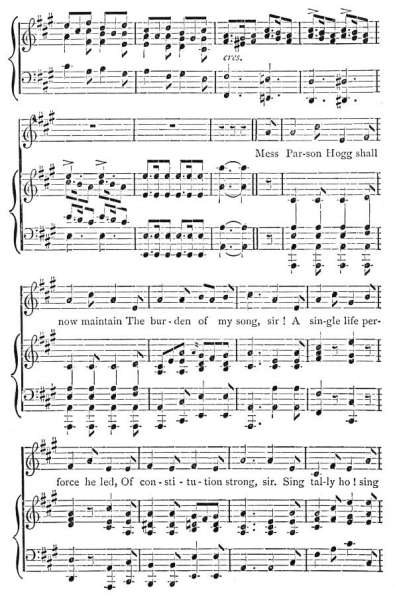 cres.
Mess Par-son Hogg shall
now maintain The bur-den of my song, sir! A sin-gle life per-
force he led, Of con-sti-tu-tion strong, sir. Sing tal-ly ho! sing